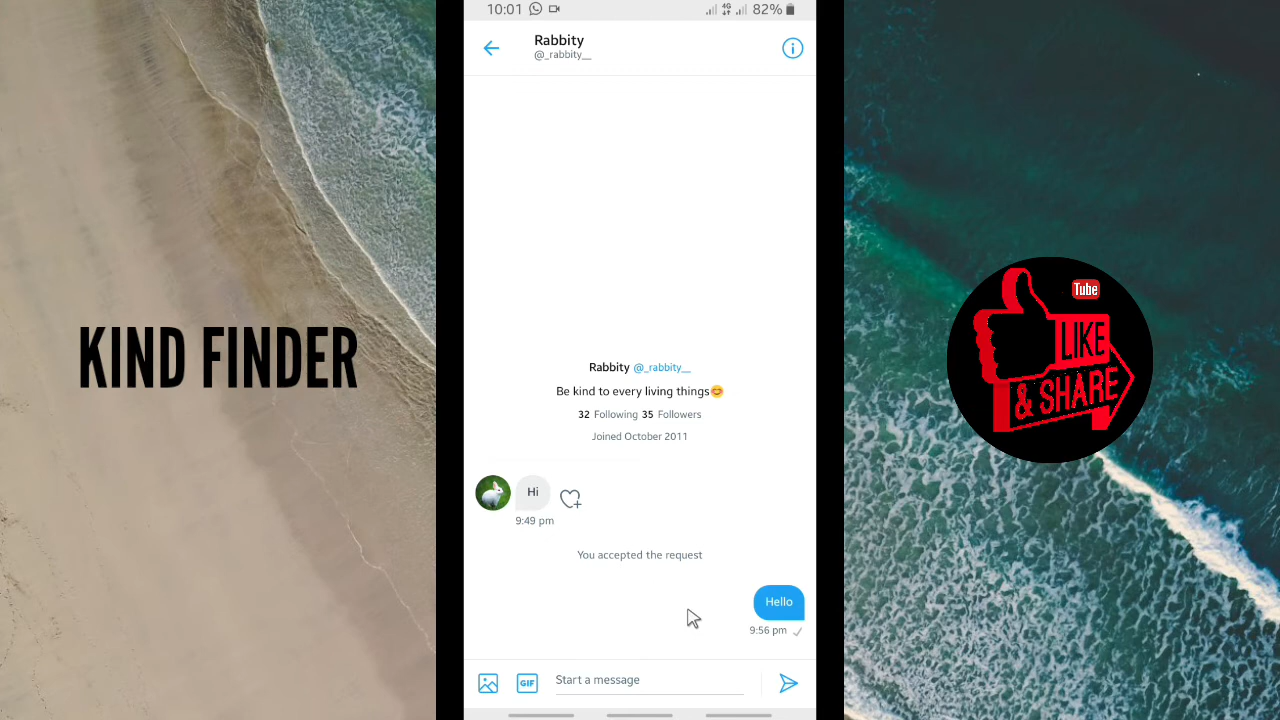 10:01 4G 82%
Rabbity
@_rabbity__
KIND FINDER
Rabbity @_rabbity__
Be kind to every living things😊
32 Following 35 Followers
Joined October 2011
Hi
9:49 pm
You accepted the request
Hello
9:56 pm
GIF Start a message
Tube
LIKE
& SHARE